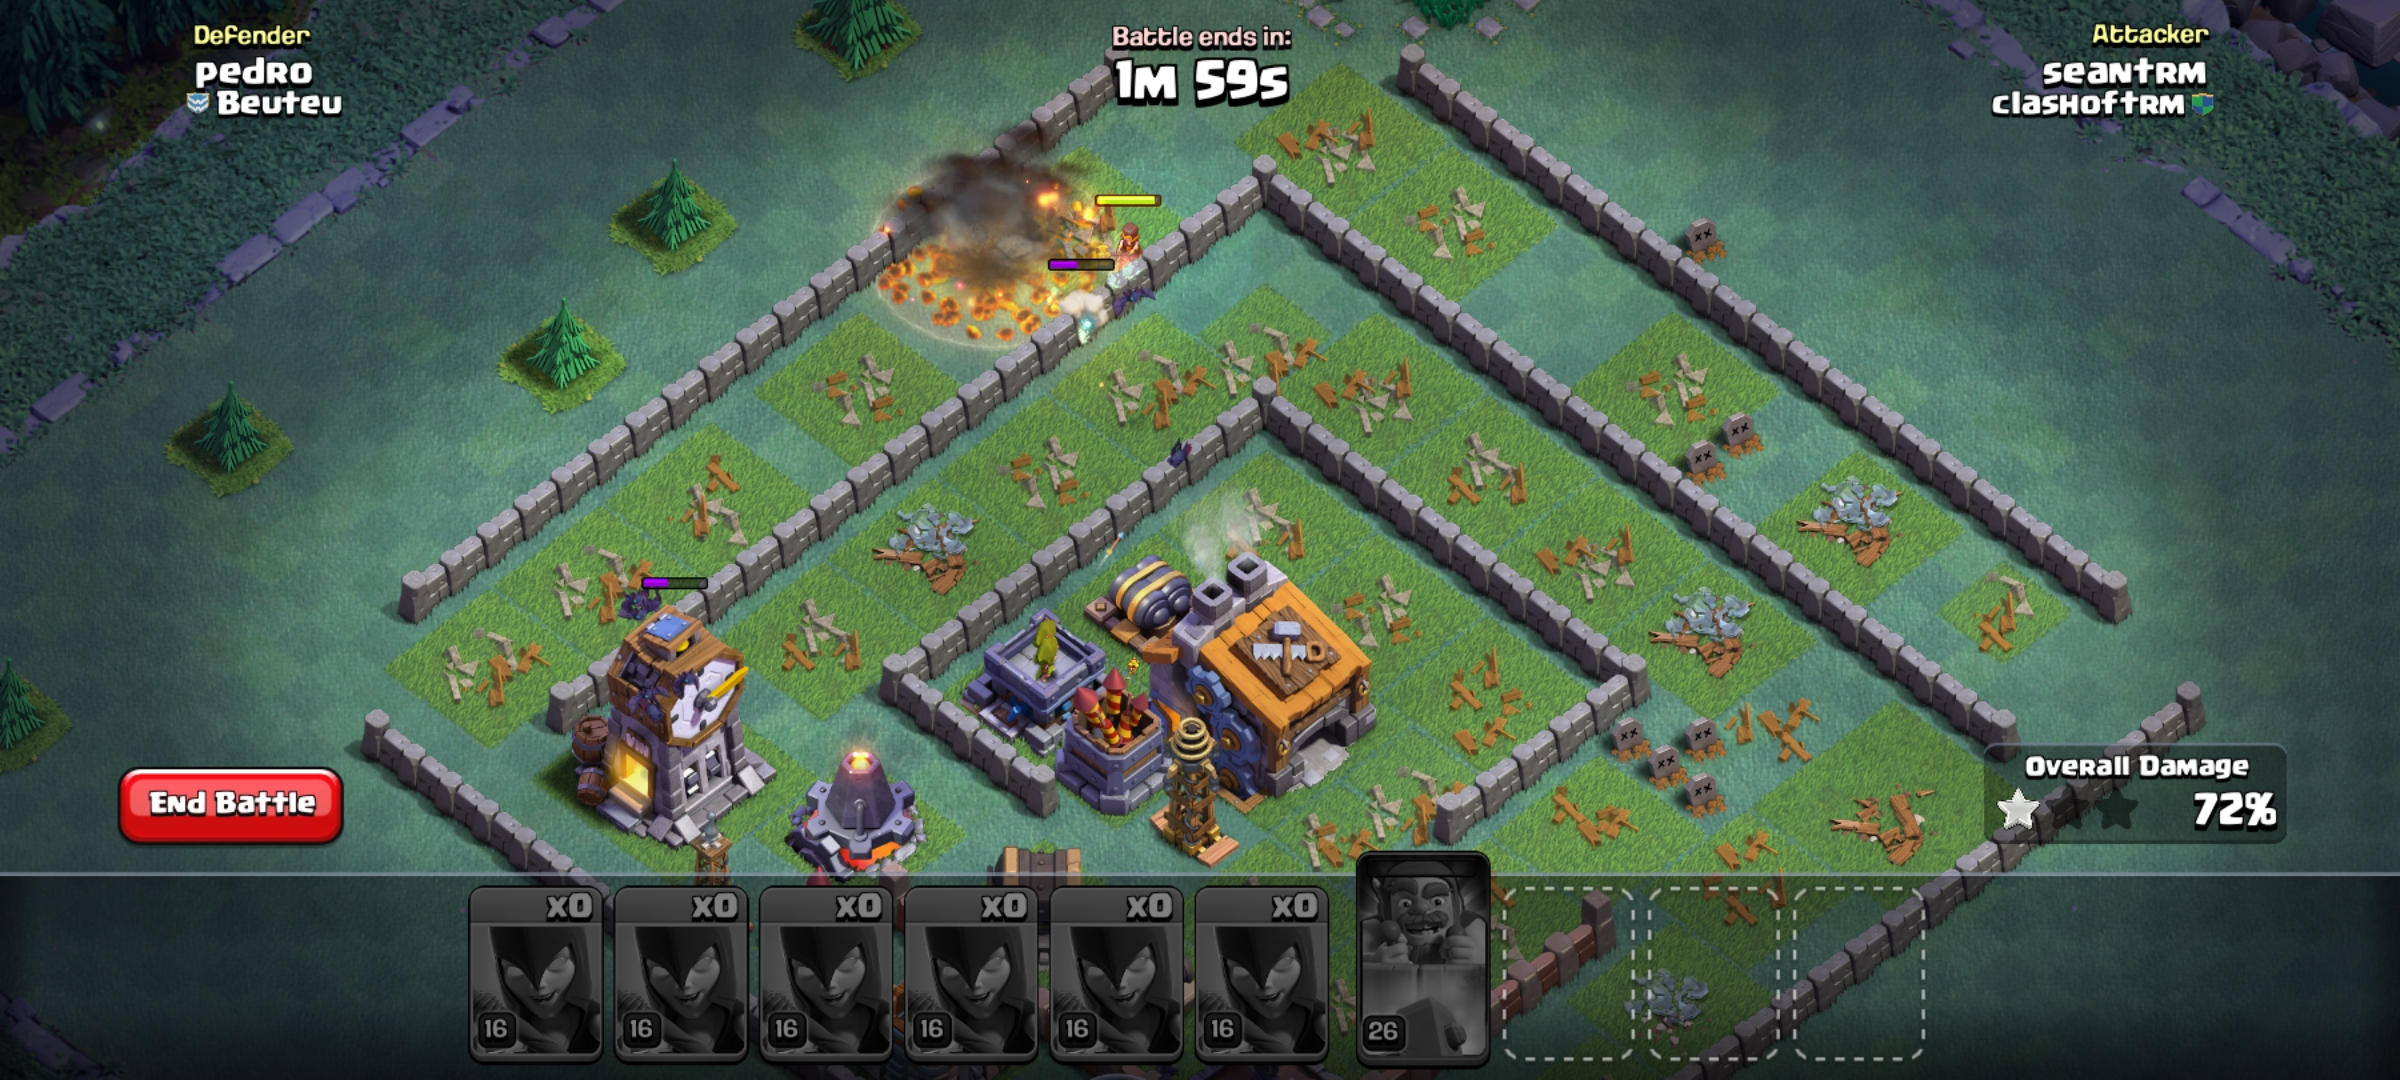 Defender
pedro
Beuteu
Battle ends in:
1M 59s
Attacker
seantrm
clashoftrm
End Battle
Overall Damage
72%
x0
x0
x0
x0
x0
x0
16
16
16
16
16
16
26